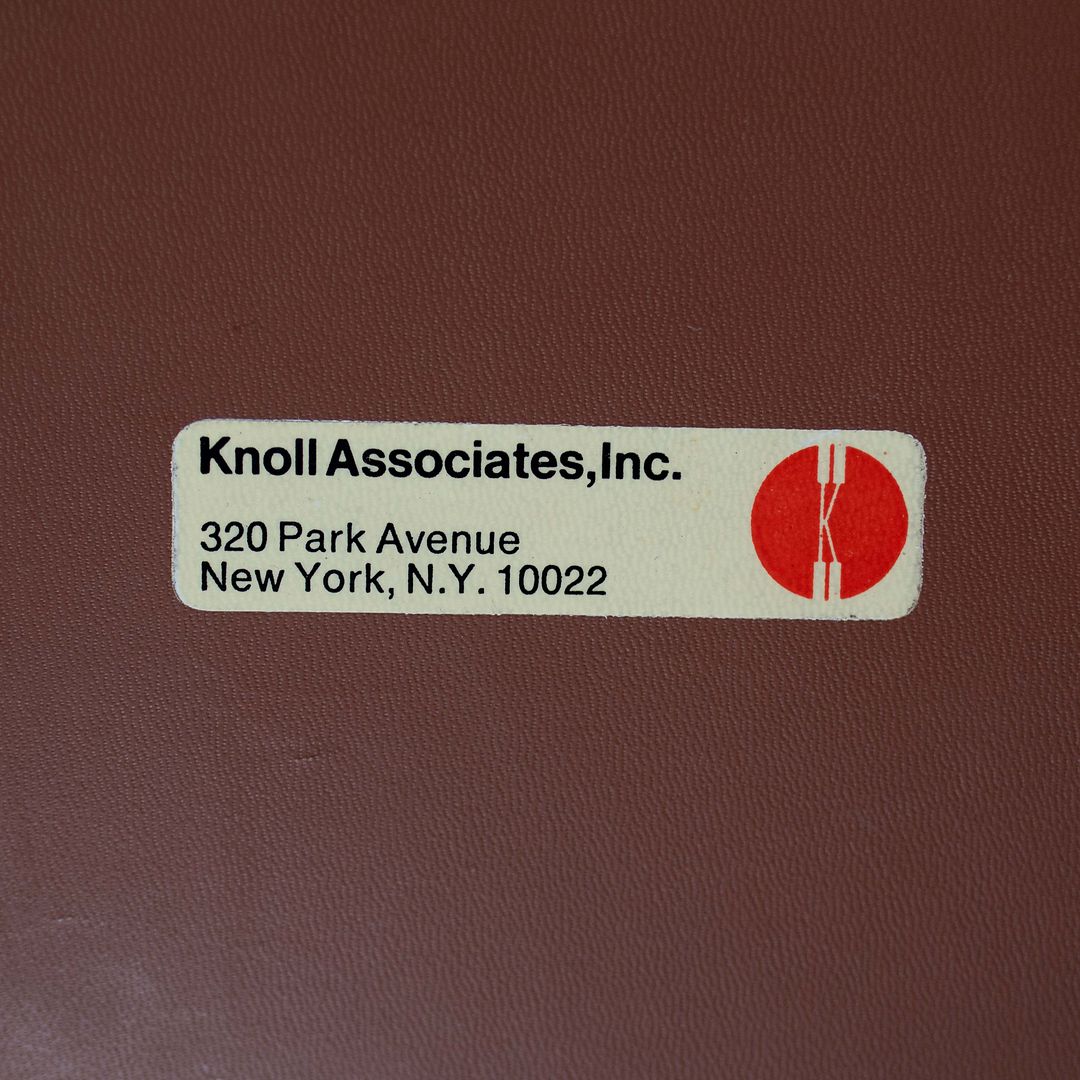 Knoll Associates,Inc.
320 Park Avenue
New York, N.Y. 10022
K